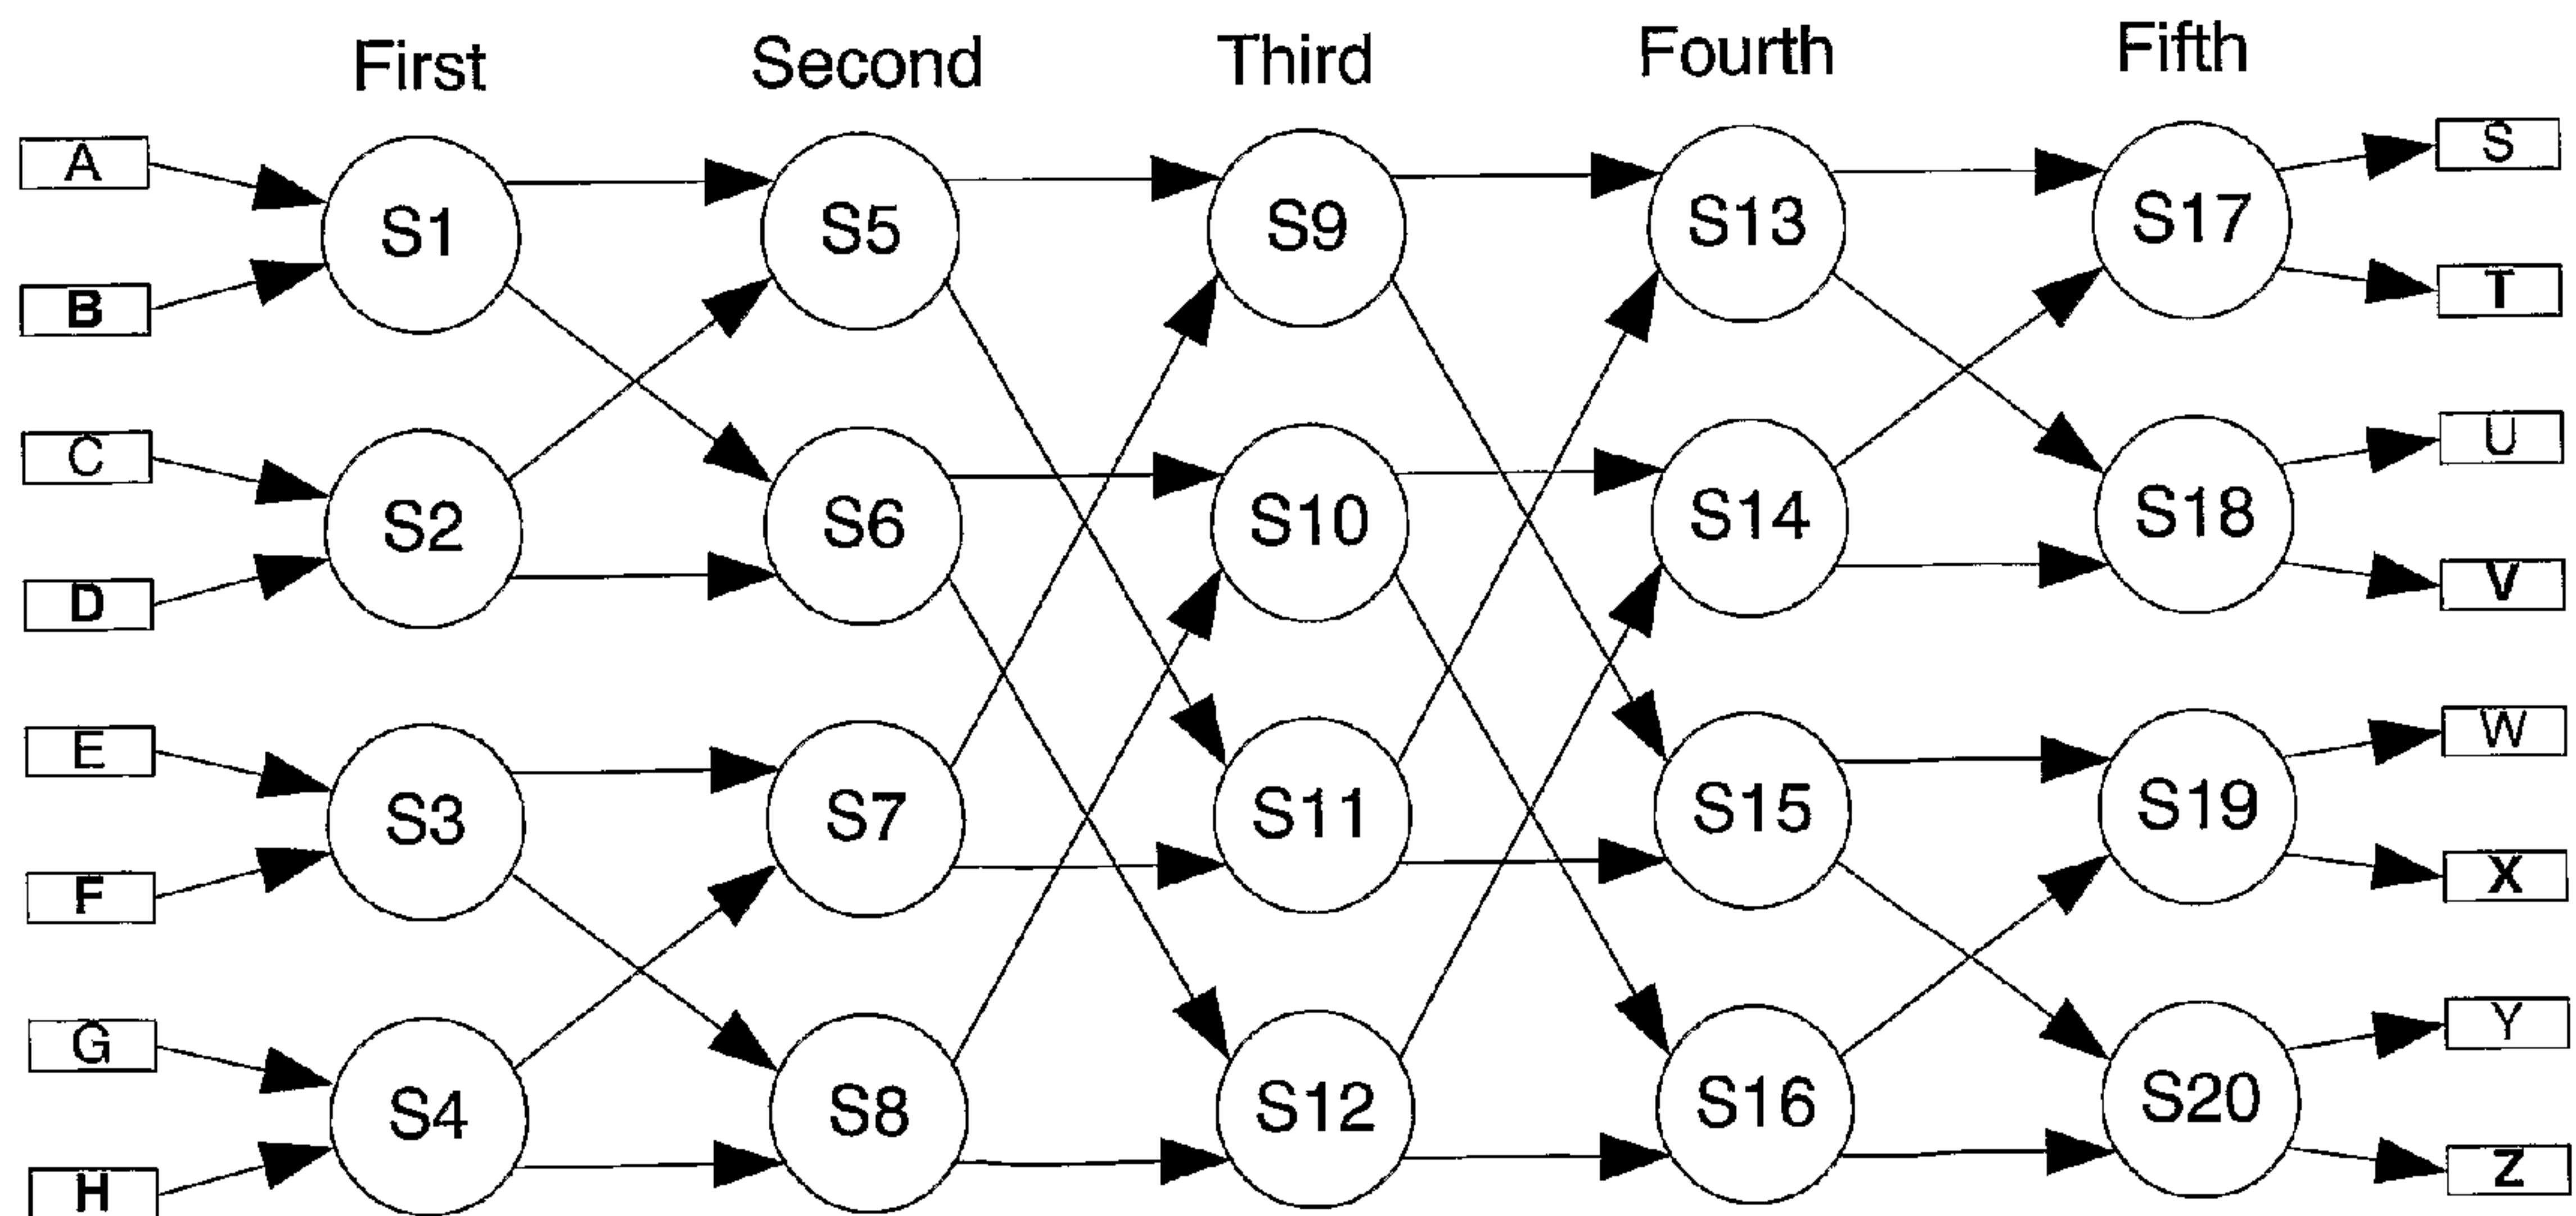 First Second Third Fourth Fifth
A S1 S5 S9 S13 S17 S
B T
C S2 S6 S10 S14 S18 U
D V
E S3 S7 S11 S15 S19 W
F X
G S4 S8 S12 S16 S20 Y
H Z